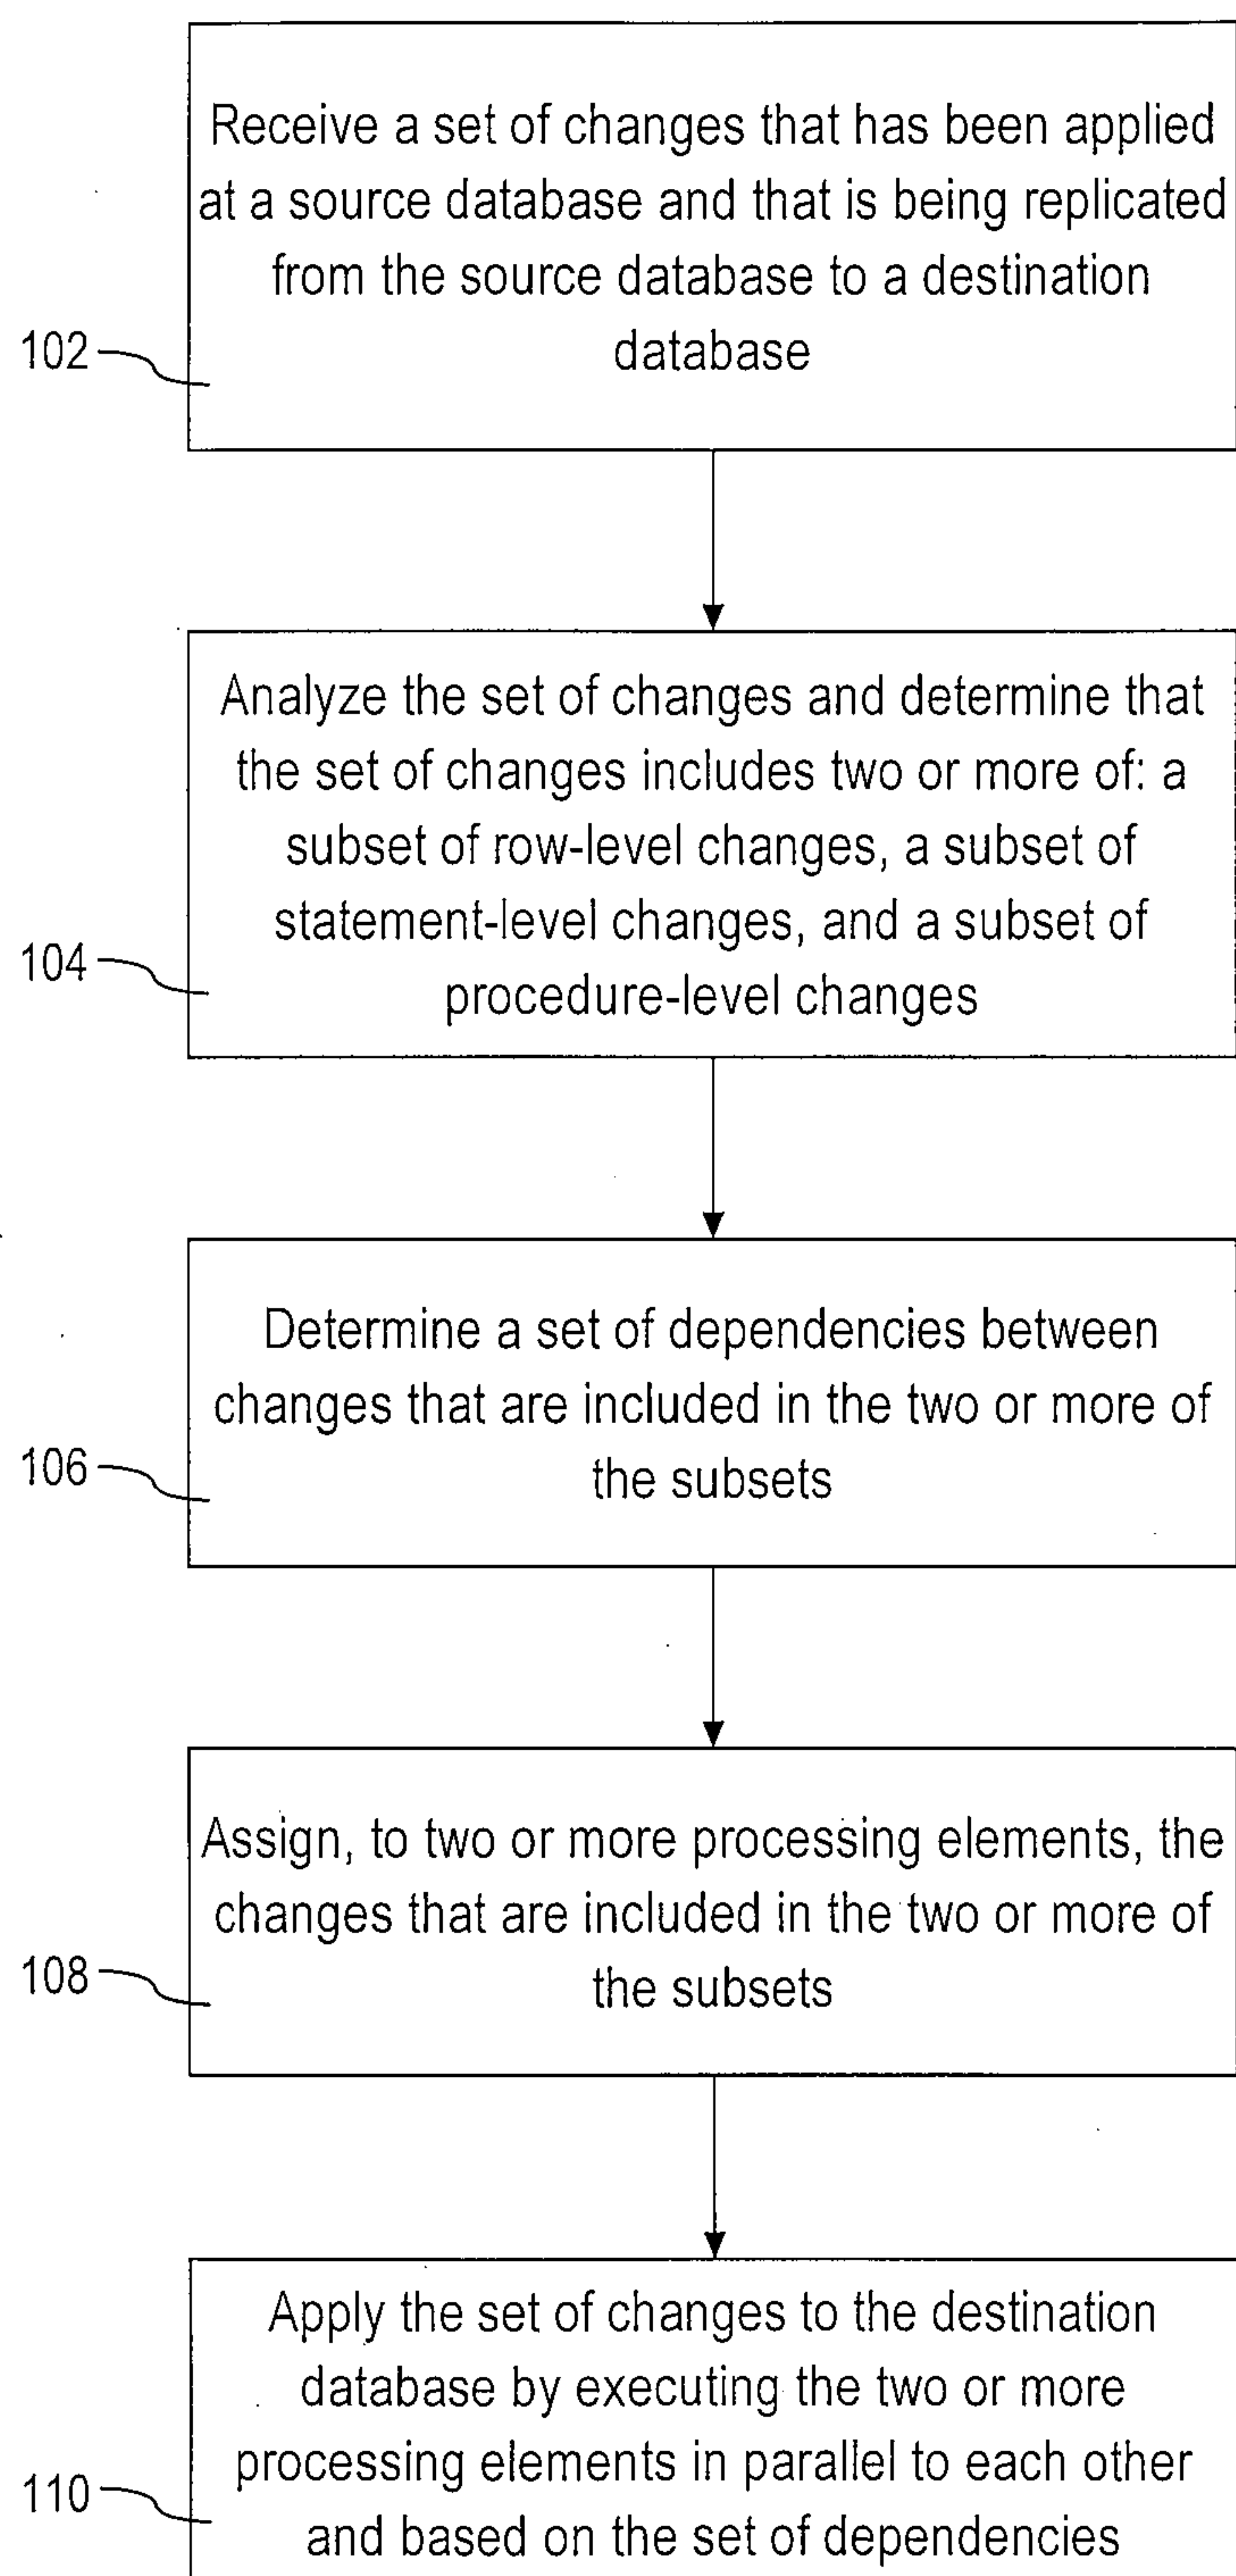 Receive a set of changes that has been applied
at a source database and that is being replicated
from the source database to a destination
database
102
Analyze the set of changes and determine that
the set of changes includes two or more of: a
subset of row-level changes, a subset of
statement-level changes, and a subset of
procedure-level changes
104
Determine a set of dependencies between
changes that are included in the two or more of
the subsets
106
Assign, to two or more processing elements, the
changes that are included in the two or more of
the subsets
108
Apply the set of changes to the destination
database by executing the two or more
processing elements in parallel to each other
and based on the set of dependencies
110